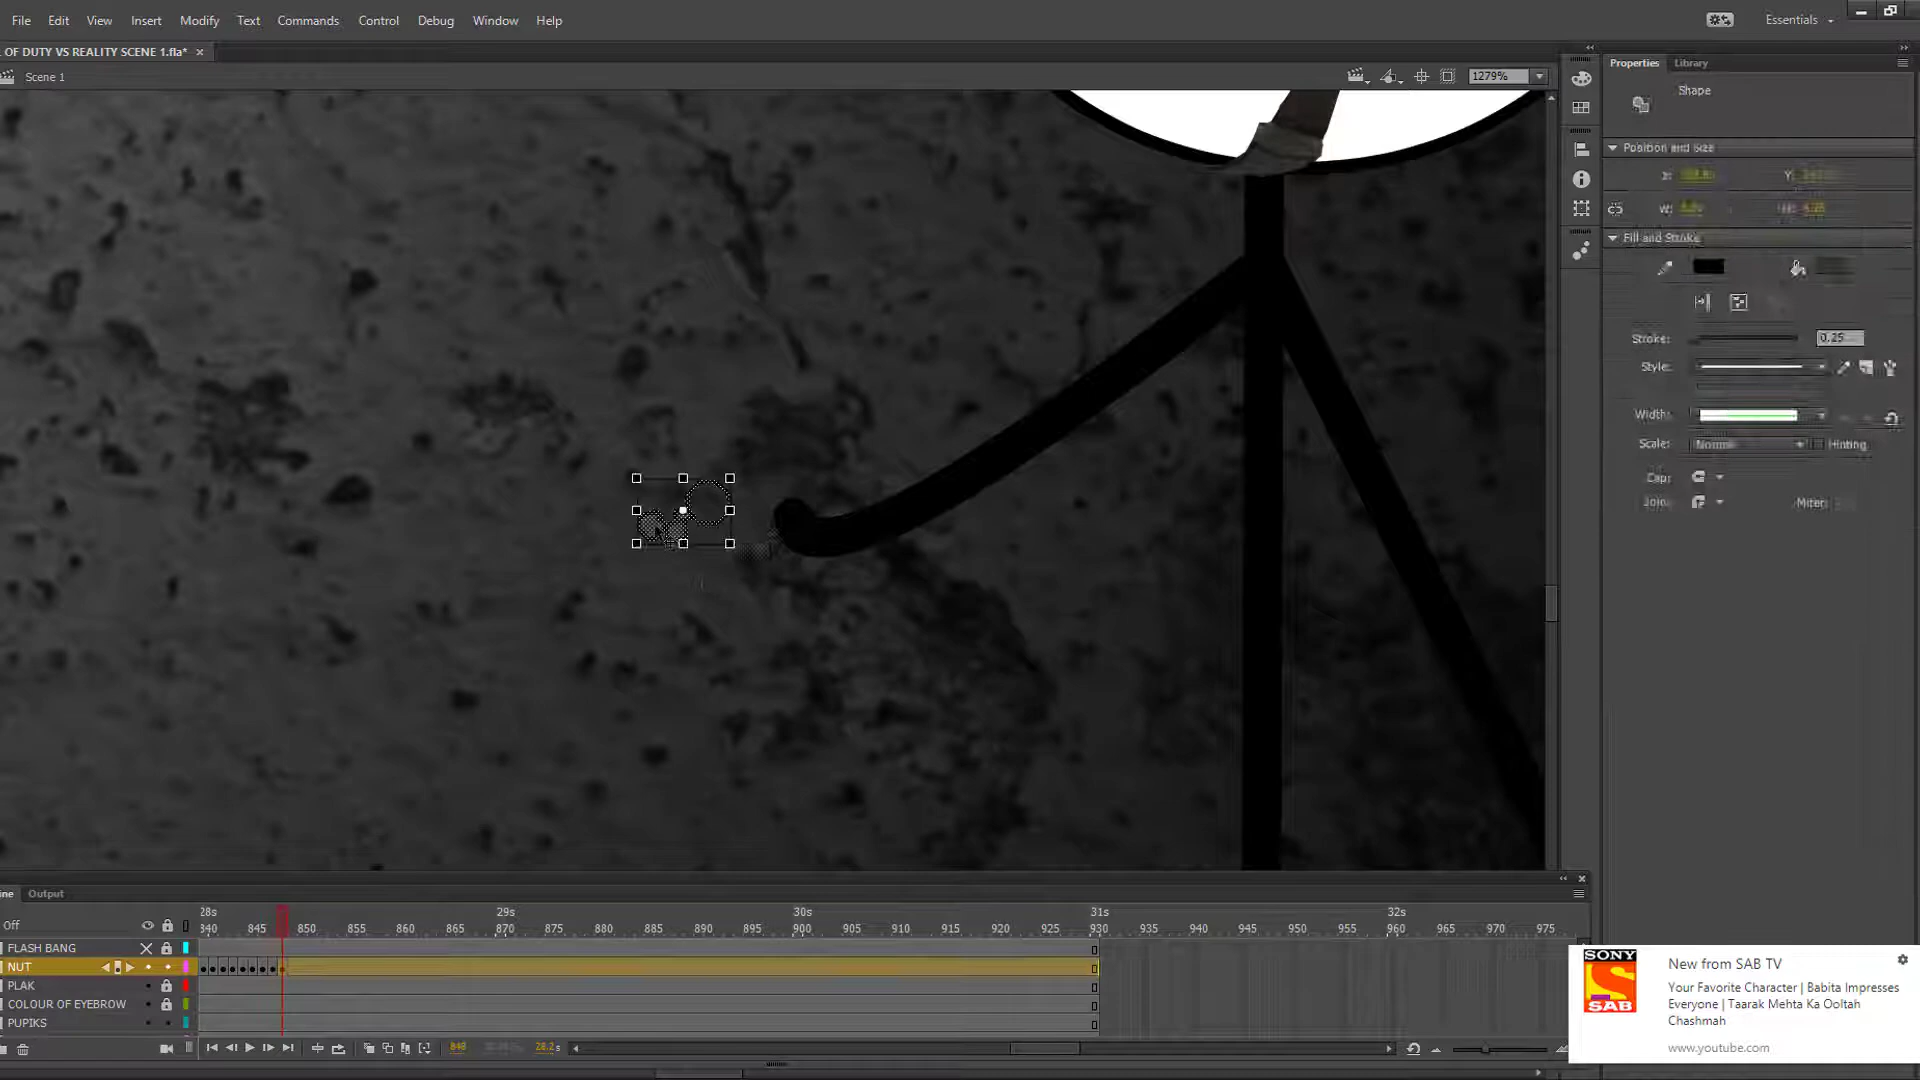 File Edit View Insert Modify Text Commands Control Debug Window Help
Essentials
OF DUTY VS REALITY SCENE 1.fla*
Scene 1
1279%
Properties Library
Shape
Position and Size
Y:
W:
Fill and Stroke
Stroke: 0.25
Style:
Width:
Scale: Normal Hinting
Cap:
Join: Miter:
Output
Off
28s 29s 30s 31s 32s
840 845 850 855 860 865 870 875 880 885 890 895 900 905 910 915 920 925 930 935 940 945 950 955 960 965 970 975
FLASH BANG
NUT
PLAK
COLOUR OF EYEBROW
PUPIKS
848 28.2s
SONY
SAB
New from SAB TV
Your Favorite Character | Babita Impresses
Everyone | Taarak Mehta Ka Ooltah
Chashmah
www.youtube.com